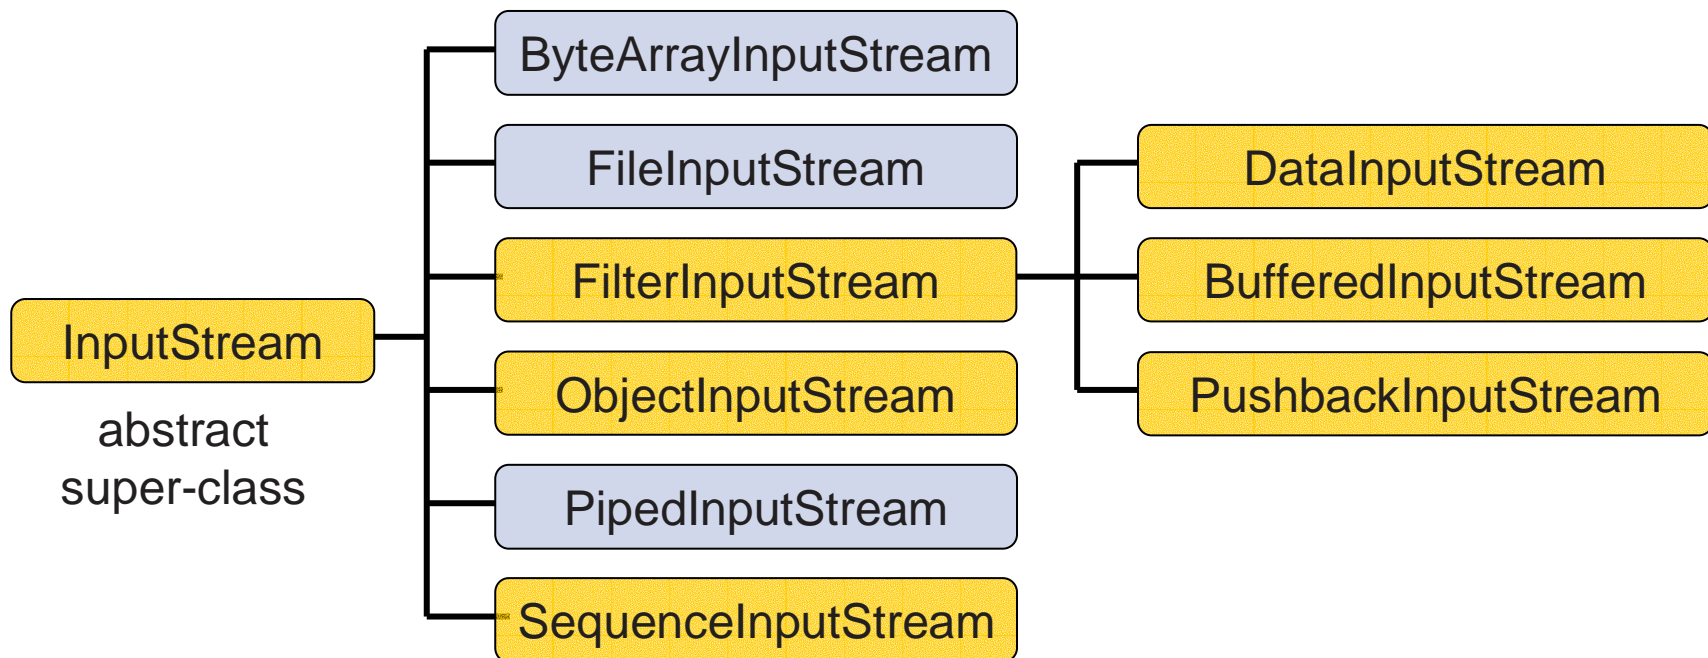 ByteArrayInputStream
FileInputStream
DataInputStream
FilterInputStream
BufferedInputStream
InputStream
abstract
super-class
ObjectInputStream
PushbackInputStream
PipedInputStream
SequenceInputStream